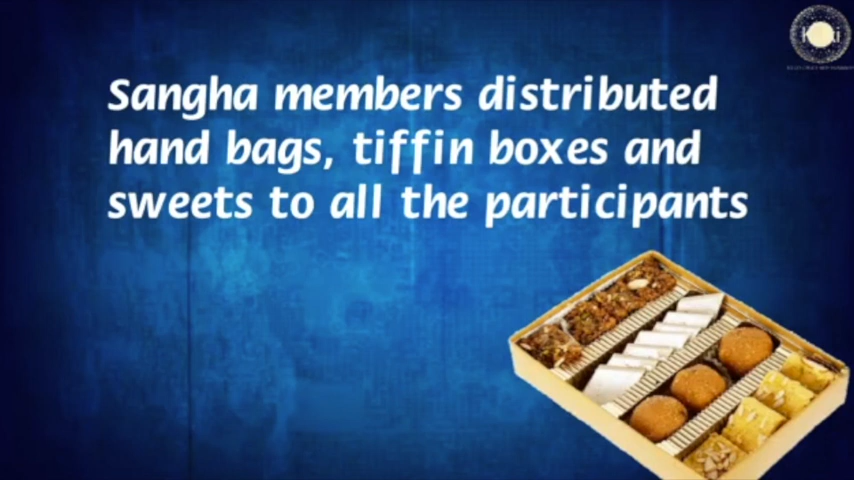 Sangha members distributed
hand bags, tiffin boxes and
sweets to all the participants